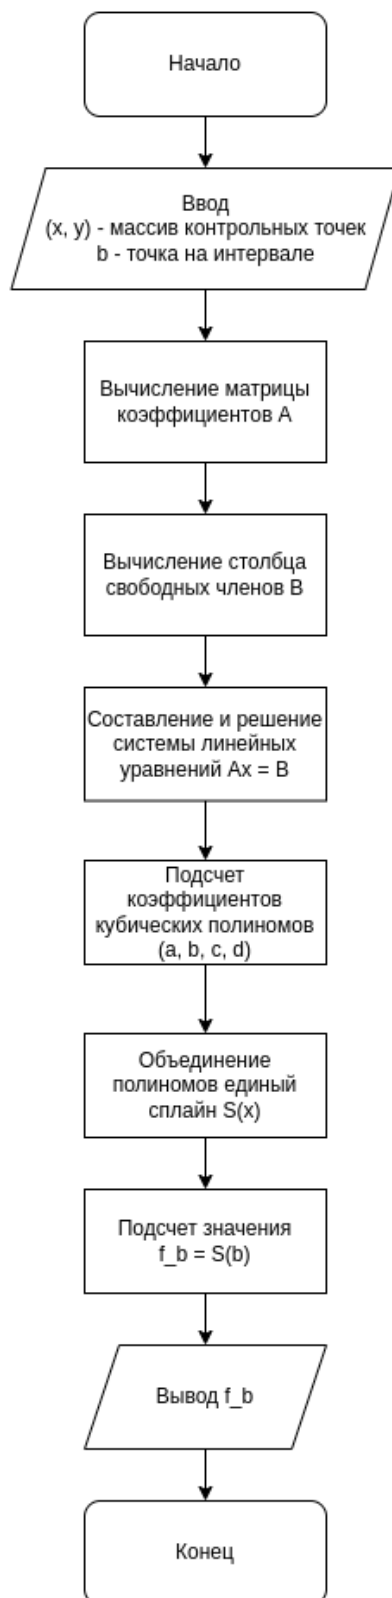 Начало
Ввод
(x, y) - массив контрольных точек
b - точка на интервале
Вычисление матрицы
коэффициентов A
Вычисление столбца
свободных членов B
Составление и решение
системы линейных
уравнений Ax = B
Подсчет
коэффициентов
кубических полиномов
(a, b, c, d)
Объединение
полиномов единый
сплайн S(x)
Подсчет значения
f_b = S(b)
Вывод f_b
Конец